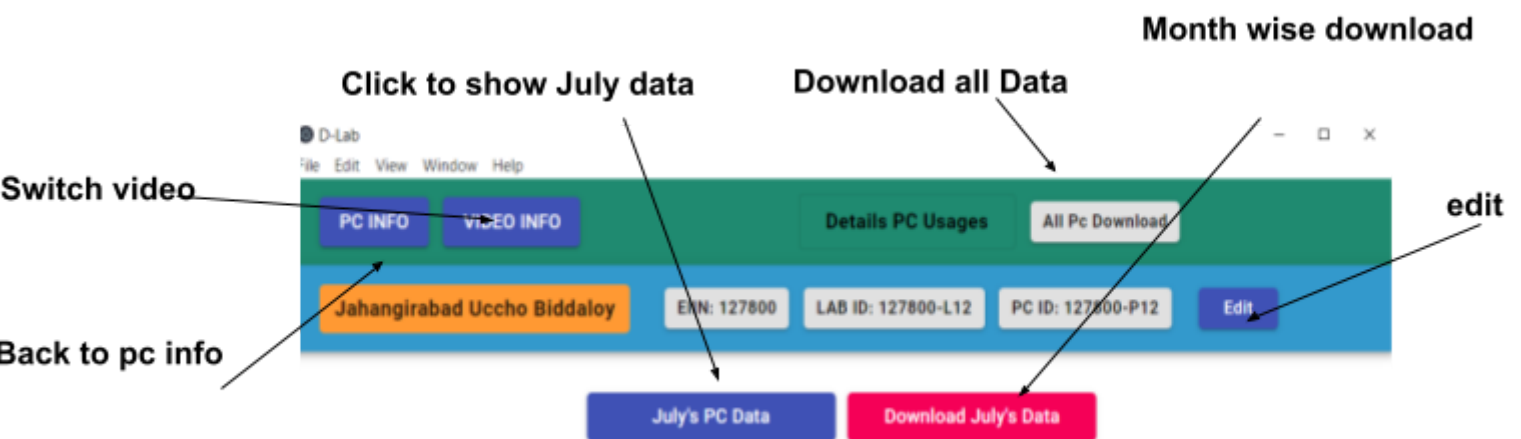 Month wise download
Click to show July data
Download all Data
D-Lab
File Edit View Window Help
Switch video
PC INFO
VIDEO INFO
Details PC Usages
All Pc Download
edit
Jahangirabad Uccho Biddaloy
EIIN: 127800
LAB ID: 127800-L12
PC ID: 127800-P12
Edit
Back to pc info
July's PC Data
Download July's Data